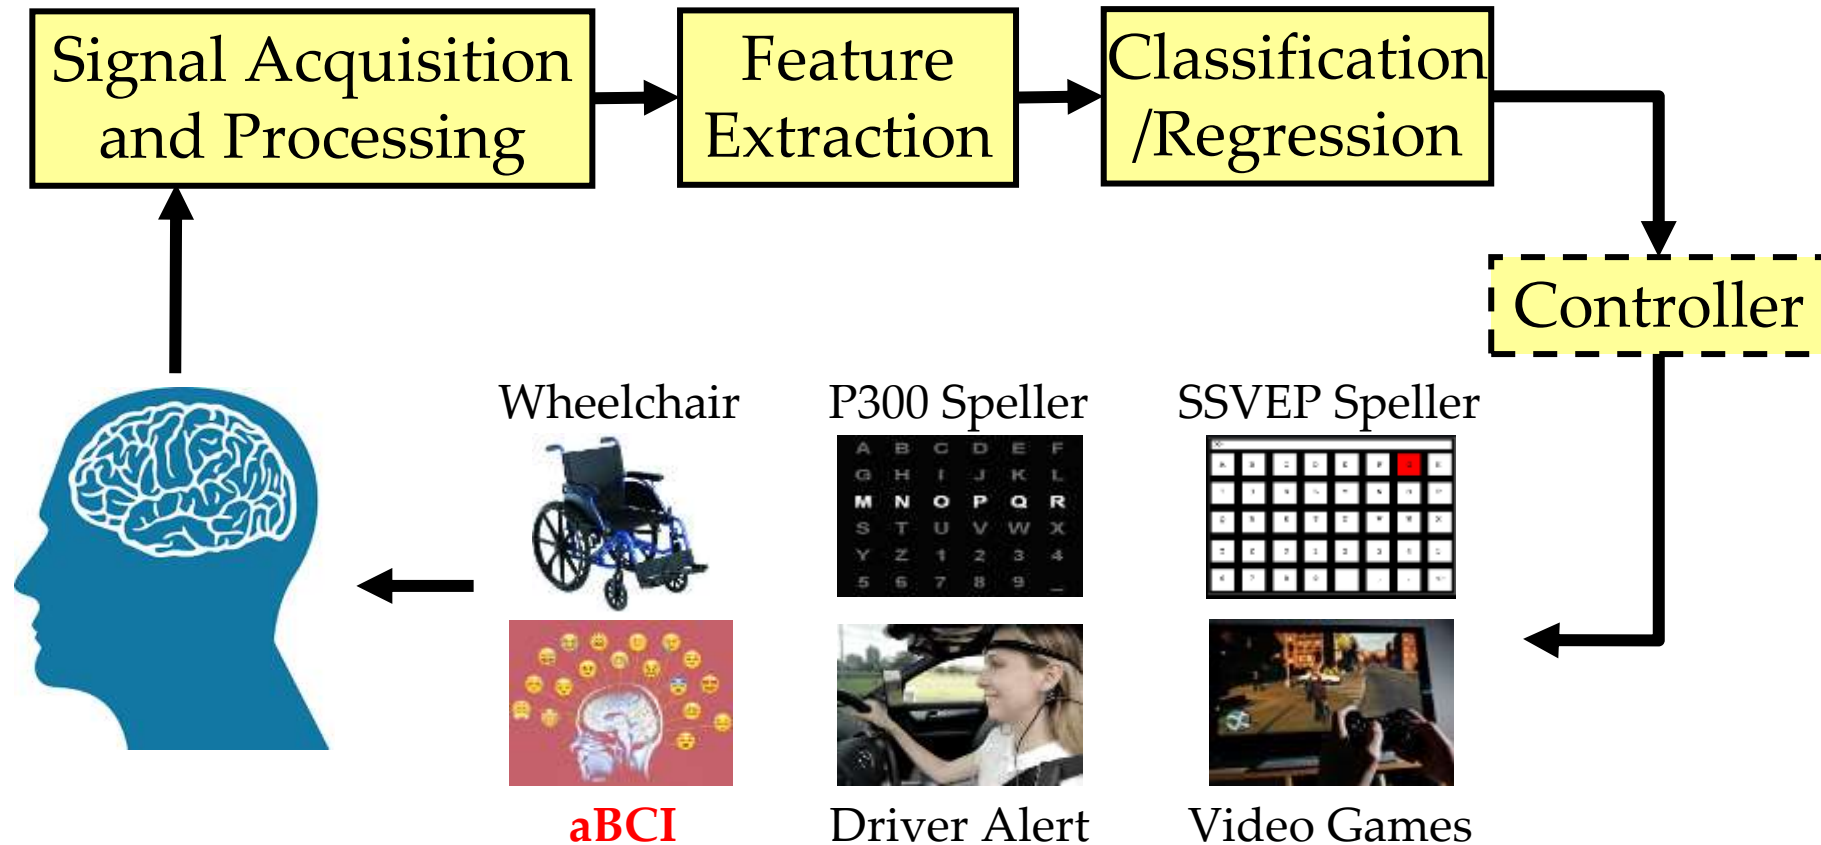 Signal Acquisition
and Processing
Feature
Extraction
Classification
/Regression
Controller
Wheelchair
P300 Speller
SSVEP Speller
A B C D E F
G H I J K L
M N O P Q R
S T U V W X
Y Z 1 2 3 4
5 6 7 8 9 _
aBCI
Driver Alert
Video Games